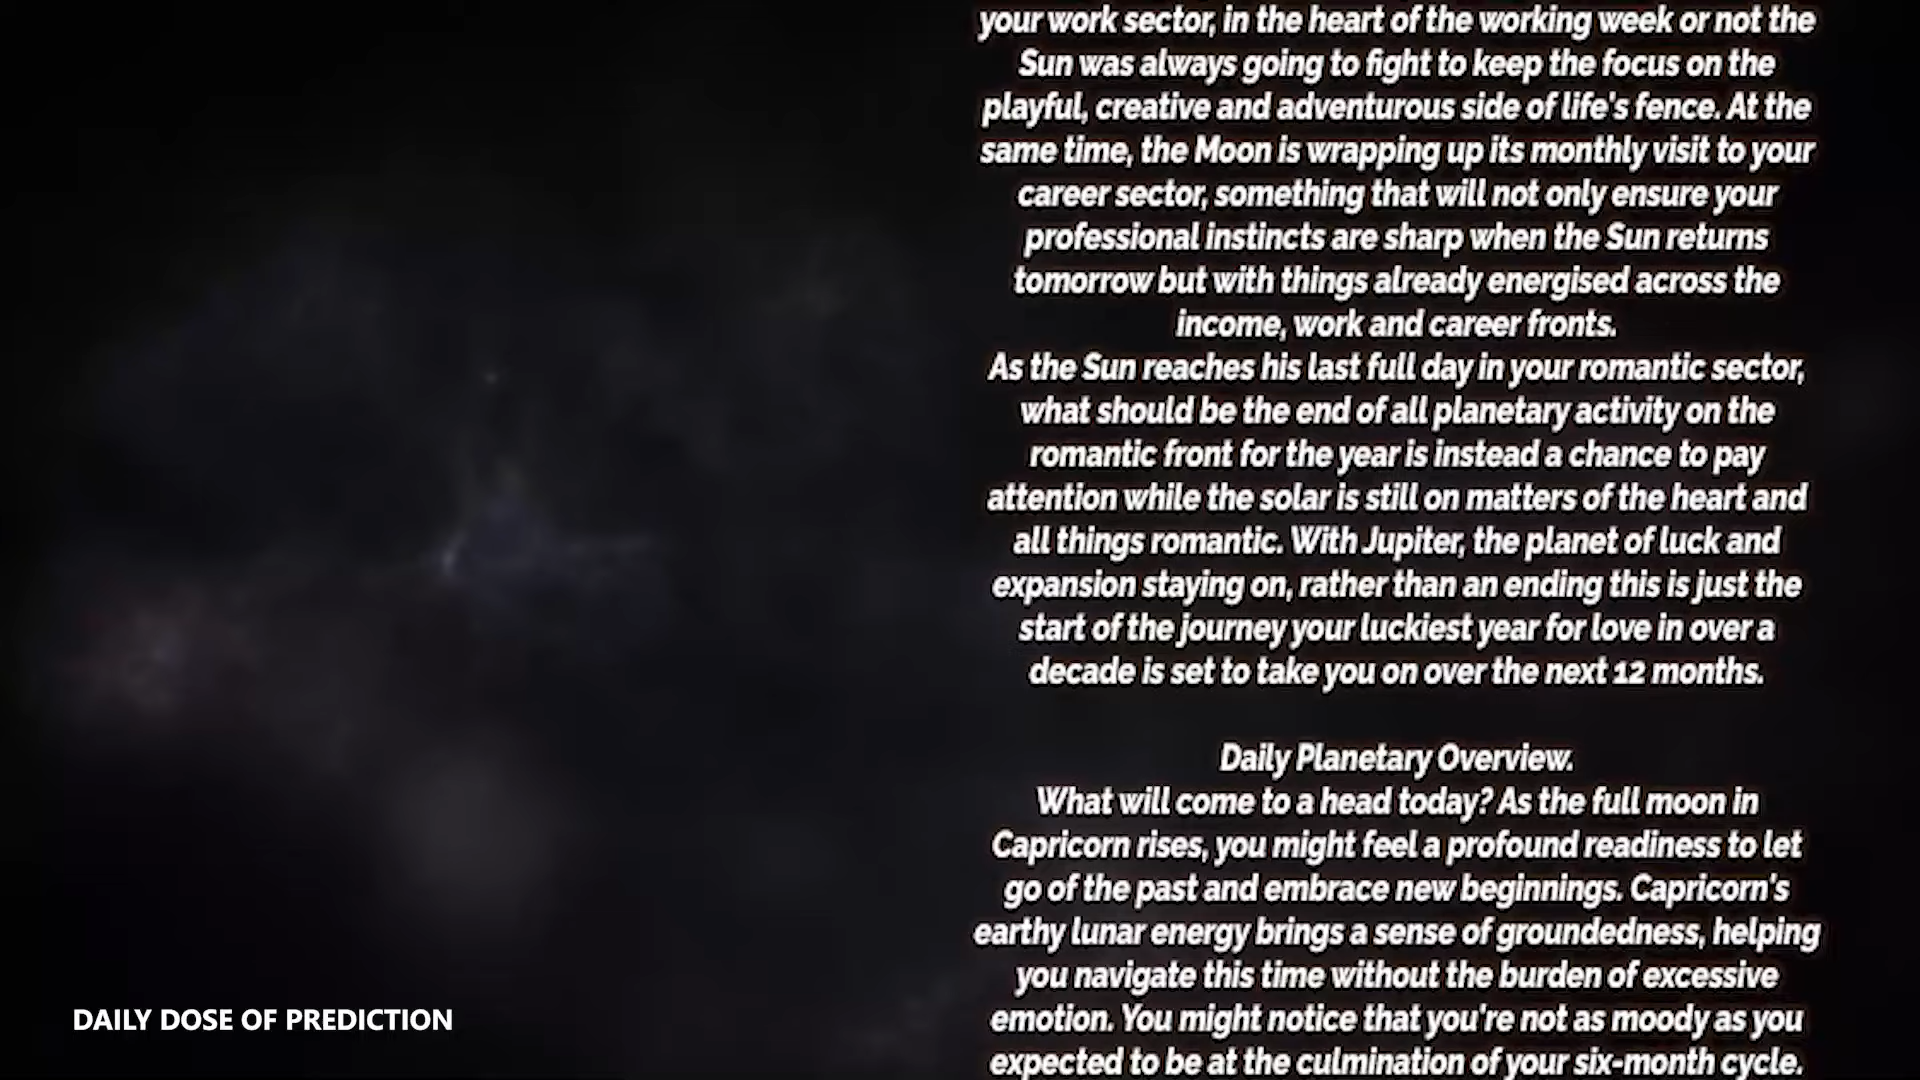 your work sector, in the heart of the working week or not the
Sun was always going to fight to keep the focus on the
playful, creative and adventurous side of life's fence. At the
same time, the Moon is wrapping up its monthly visit to your
career sector, something that will not only ensure your
professional instincts are sharp when the Sun returns
tomorrow but with things already energised across the
income, work and career fronts.
As the Sun reaches his last full day in your romantic sector,
what should be the end of all planetary activity on the
romantic front for the year is instead a chance to pay
attention while the solar is still on matters of the heart and
all things romantic. With Jupiter, the planet of luck and
expansion staying on, rather than an ending this is just the
start of the journey your luckiest year for love in over a
decade is set to take you on over the next 12 months.
Daily Planetary Overview.
What will come to a head today? As the full moon in
Capricorn rises, you might feel a profound readiness to let
go of the past and embrace new beginnings. Capricorn's
earthy lunar energy brings a sense of groundedness, helping
you navigate this time without the burden of excessive
emotion. You might notice that you're not as moody as you
expected to be at the culmination of your six-month cycle.
DAILY DOSE OF PREDICTION